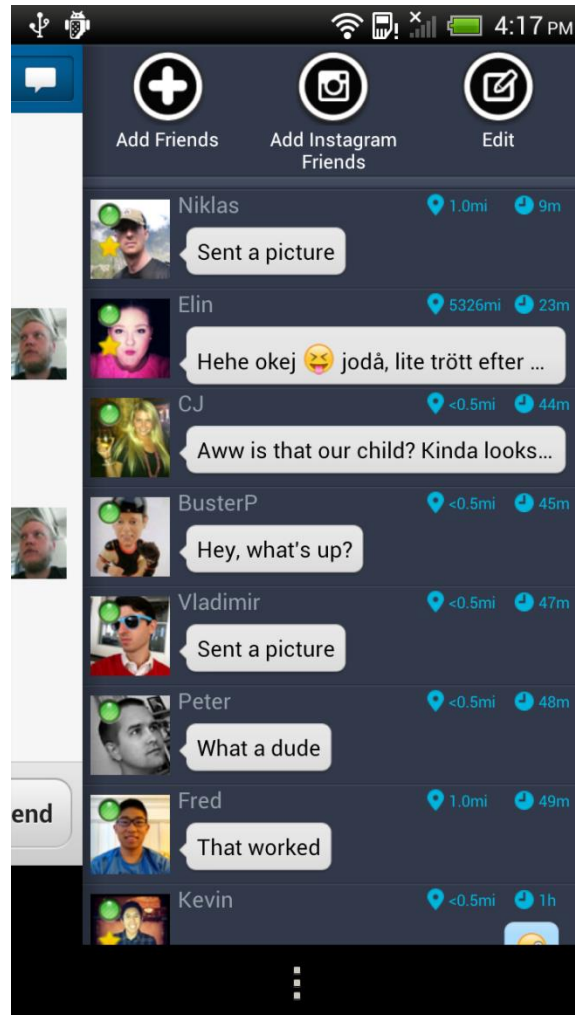 4:17 PM
Add Friends
Add Instagram
Friends
Edit
Niklas 1.0mi 9m
Sent a picture
Elin 5326mi 23m
Hehe okej 😝 jodå, lite trött efter ...
CJ <0.5mi 44m
Aww is that our child? Kinda looks...
BusterP <0.5mi 45m
Hey, what's up?
Vladimir <0.5mi 47m
Sent a picture
Peter <0.5mi 48m
What a dude
Fred 1.0mi 49m
end
That worked
Kevin <0.5mi 1h